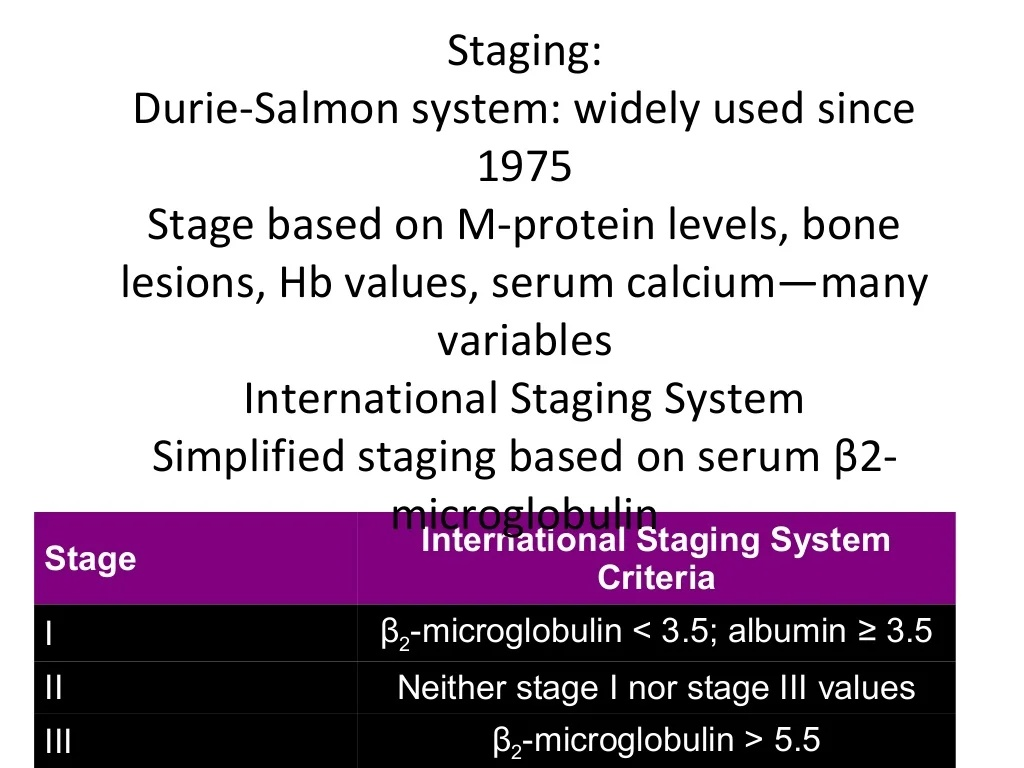 Staging:
Durie-Salmon system: widely used since
1975
Stage based on M-protein levels, bone
lesions, Hb values, serum calcium—many
variables
International Staging System
Simplified staging based on serum β2-
microglobulin
Stage
International Staging System
Criteria
I
β₂-microglobulin < 3.5; albumin ≥ 3.5
II
Neither stage I nor stage III values
III
β₂-microglobulin > 5.5